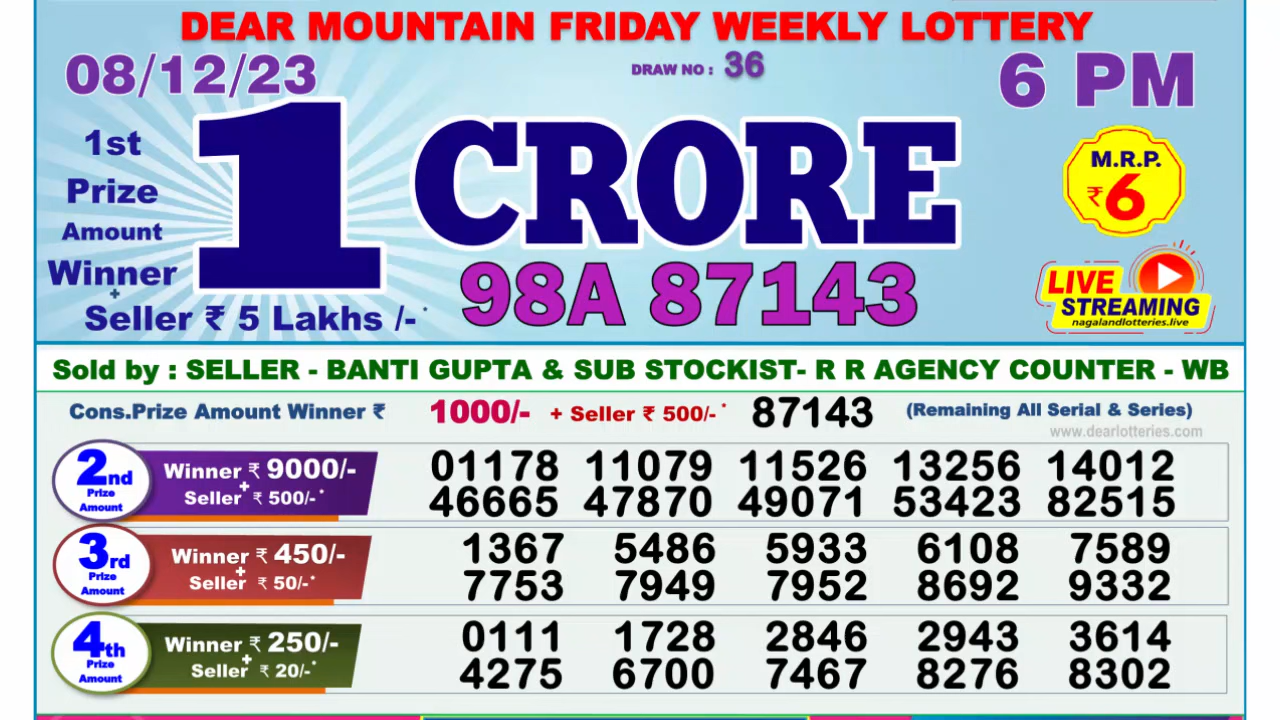 DEAR MOUNTAIN FRIDAY WEEKLY LOTTERY
08/12/23
DRAW NO : 36
6 PM
1st
Prize
Amount
Winner
+
Seller ₹ 5 Lakhs /-*
1 CRORE
98A 87143
M.R.P.
₹6
LIVE
STREAMING
nagalandlotteries.live
Sold by : SELLER - BANTI GUPTA & SUB STOCKIST- R R AGENCY COUNTER - WB
Cons.Prize Amount Winner ₹ 1000/- + Seller ₹ 500/-* 87143 (Remaining All Serial & Series)
www.dearlotteries.com
2nd
Prize
Amount
Winner ₹ 9000/-
+
Seller ₹ 500/-*
01178 11079 11526 13256 14012
46665 47870 49071 53423 82515
3rd
Prize
Amount
Winner ₹ 450/-
+
Seller ₹ 50/-*
1367 5486 5933 6108 7589
7753 7949 7952 8692 9332
4th
Prize
Amount
Winner ₹ 250/-
+
Seller ₹ 20/-*
0111 1728 2846 2943 3614
4275 6700 7467 8276 8302